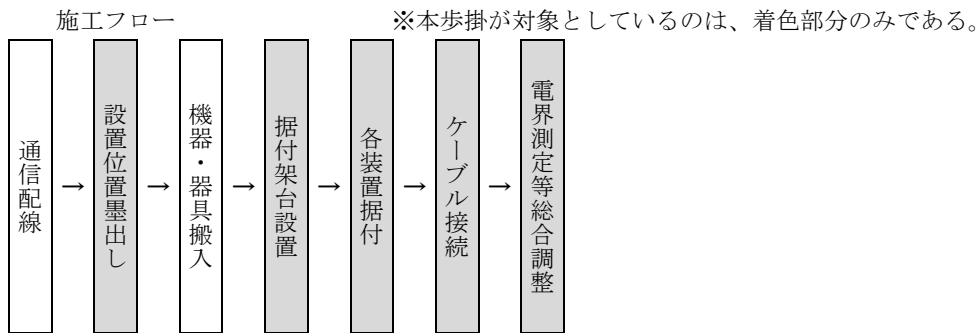 施工フロー
※本歩掛が対象としているのは、着色部分のみである。
通信配線
→
設置位置墨出し
→
機器・器具搬入
→
据付架台設置
→
各装置据付
→
ケーブル接続
→
電界測定等総合調整